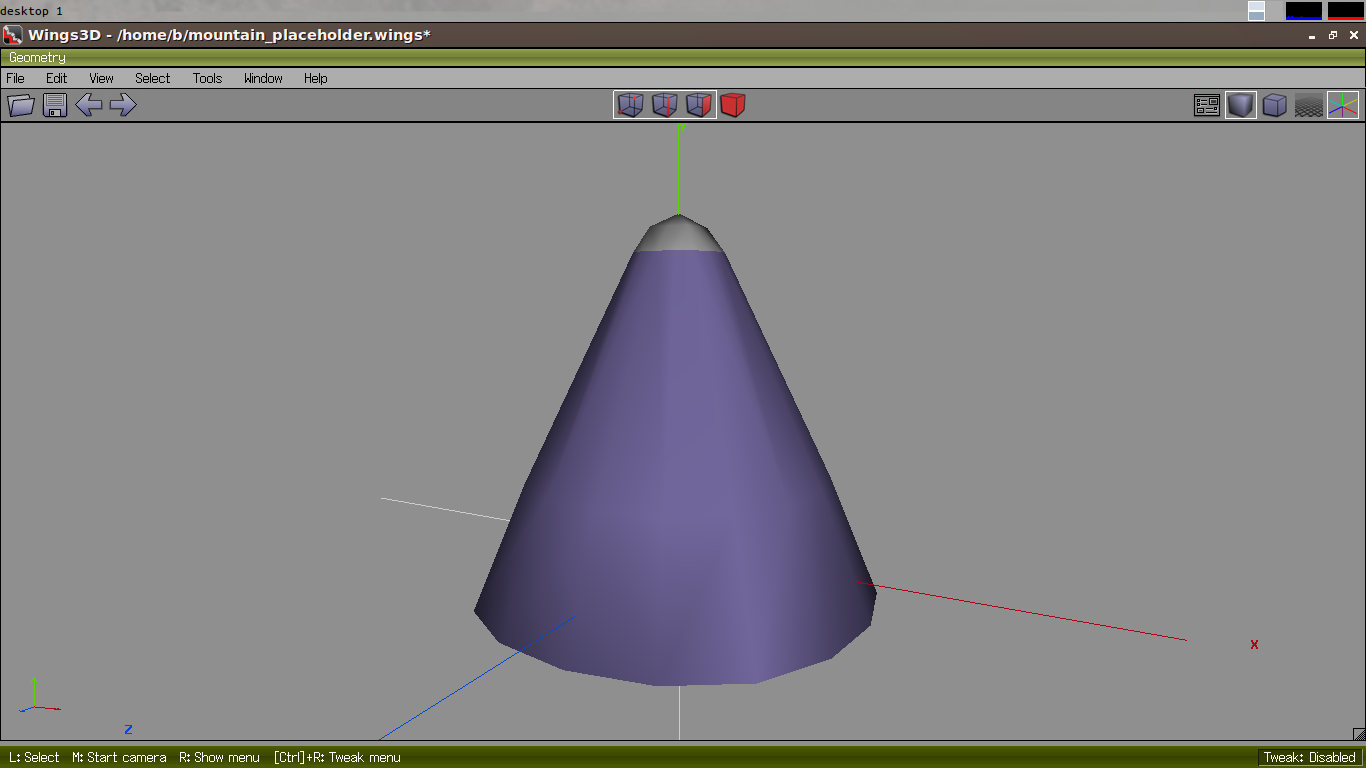 desktop 1
Wings3D - /home/b/mountain_placeholder.wings*
Geometry
File Edit View Select Tools Window Help
X
Z
L: Select M: Start camera R: Show menu [Ctrl]+R: Tweak menu Tweak: Disabled